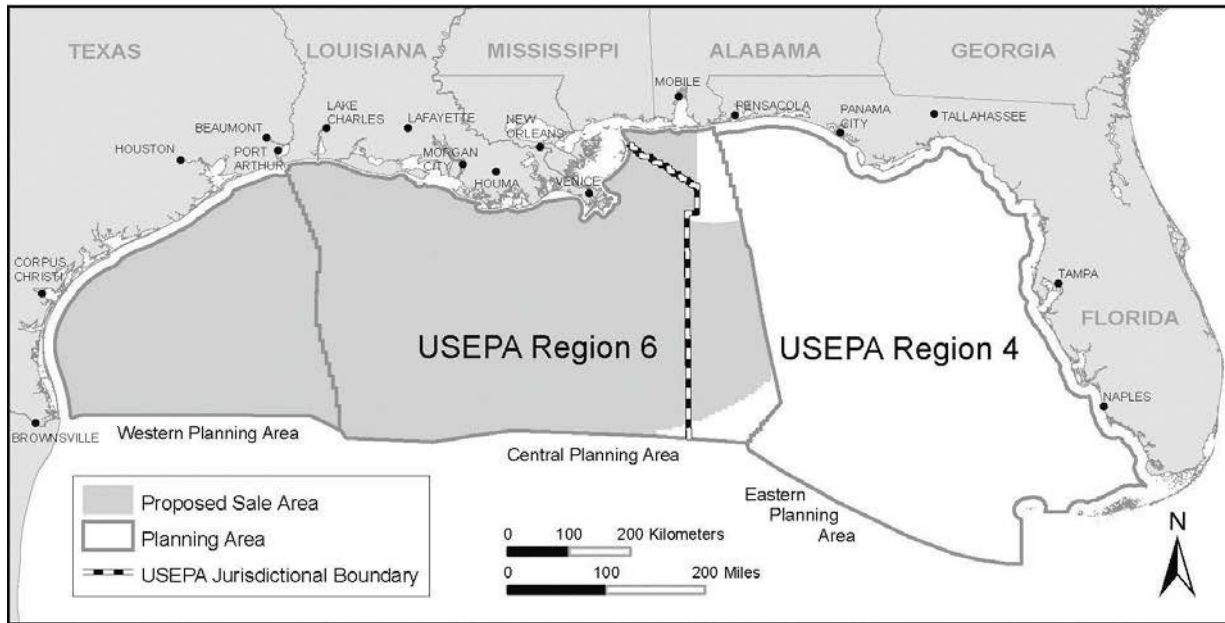 TEXAS
LOUISIANA
MISSISSIPPI
ALABAMA
GEORGIA
MOBILE
PENSACOLA
PANAMA
CITY
TALLAHASSEE
LAKE
CHARLES
LAFAYETTE
NEW
ORLEANS
BEAUMONT
HOUSTON
PORT
ARTHUR
MORGAN
CITY
HOUMA
VENICE
CORPUS
CHRISTI
TAMPA
FLORIDA
USEPA Region 6
USEPA Region 4
NAPLES
BROWNSVILLE
Western Planning Area
Central Planning Area
Eastern
Planning
Area
Proposed Sale Area
Planning Area
USEPA Jurisdictional Boundary
0 100 200 Kilometers
0 100 200 Miles
N